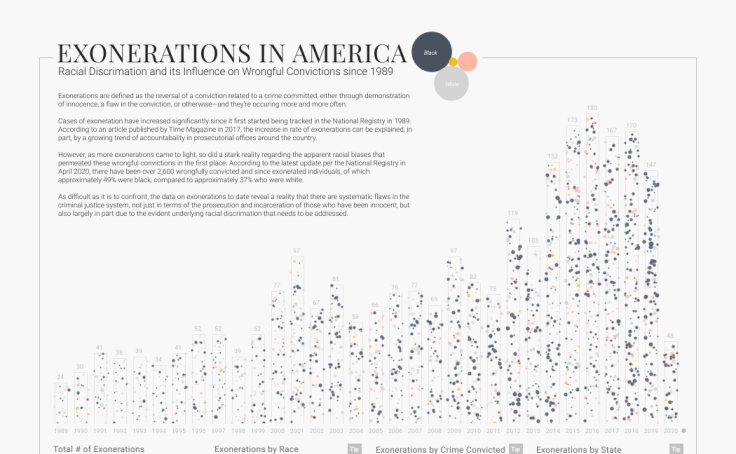 EXONERATIONS IN AMERICA
Racial Discrimation and its Influence on Wrongful Convictions since 1989
Black
White
Exonerations are defined as the reversal of a conviction related to a crime committed, either through demonstration
of innocence, a flaw in the conviction, or otherwise—and they're occuring more and more often.
Cases of exoneration have increased significantly since it first started being tracked in the National Registry in 1989.
According to an article published by Time Magazine in 2017, the increase in rate of exonerations can be explained, in
part, by a growing trend of accountabality in prosecutorial offices around the country.
However, as more exonerations came to light, so did a stark reality regarding the apparent racial biases that
permeated these wrongful convictions in the first place. According to the latest update per the National Registry in
April 2020, there have been over 2,600 wrongfully convicted and since exonerated individuals, of which
approximately 49% were black, compared to approximately 37% who were white.
As difficult as it is to confront, the data on exonerations to date reveal a reality that there are systematic flaws in the
criminal justice system, not just in terms of the prosecution and incarceration of those who have been innocent, but
also largely in part due to the evident underlying racial discrimation that needs to be addressed.
180
173
170
167
152
147
119
103
97
97
82
81
77
76
77
75
67
52
52
52
41
41
34
24
1989 1990 1991 1992 1993 1994 1995 1996 1997 1998 1999 2000 2001 2002 2003 2004 2005 2006 2007 2008 2009 2010 2011 2012 2013 2014 2015 2016 2017 2018 2019 2020
Total # of Exonerations
Exonerations by Race
Tip
Exonerations by Crime Convicted
Tip
Exonerations by State
Tip